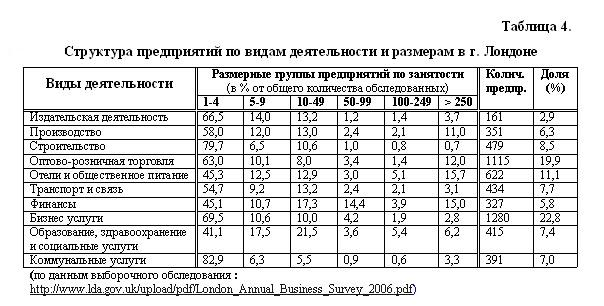 Таблица 4.
Структура предприятий по видам деятельности и размерам в г. Лондоне
Виды деятельности Размерные группы предприятий по занятости (в % от общего количества обследованных) Колич. предпр. Доля (%)
1-4 5-9 10-49 50-99 100-249 > 250
Издательская деятельность 66,5 14,0 13,2 1,2 1,4 3,7 161 2,9
Производство 58,0 12,0 13,0 2,4 2,1 11,0 351 6,3
Строительство 79,7 6,5 10,6 1,0 0,8 0,7 479 8,5
Оптово-розничная торговля 63,0 10,1 8,0 3,4 1,4 12,0 1115 19,9
Отели и общественное питание 45,3 12,5 12,9 3,0 5,1 15,7 622 11,1
Транспорт и связь 54,7 9,2 13,2 2,4 2,1 3,1 434 7,7
Финансы 45,1 10,7 17,3 14,4 3,9 15,0 327 5,8
Бизнес услуги 69,5 10,6 10,0 4,2 1,9 2,8 1280 22,8
Образование, здравоохранение и социальные услуги 41,1 17,5 21,5 3,6 5,4 6,2 415 7,4
Коммунальные услуги 82,9 6,3 5,5 0,9 0,6 3,3 391 7,0
(по данным выборочного обследования :
http://www.lda.gov.uk/upload/pdf/London_Annual_Business_Survey_2006.pdf)